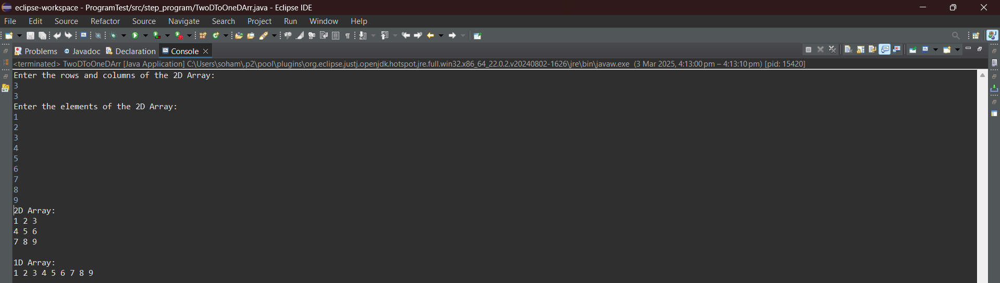 eclipse-workspace - ProgramTest/src/step_program/TwoDToOneDArr.java - Eclipse IDE
File Edit Source Refactor Source Navigate Search Project Run Window Help
Problems Javadoc Declaration Console
<terminated> TwoDToOneDArr [Java Application] C:\Users\soham\.p2\pool\plugins\org.eclipse.justj.openjdk.hotspot.jre.full.win32.x86_64_22.0.2.v20240802-1626\jre\bin\javaw.exe (3 Mar 2025, 4:13:00 pm – 4:13:10 pm) [pid: 15420]
Enter the rows and columns of the 2D Array:
3
3
Enter the elements of the 2D Array:
1
2
3
4
5
6
7
8
9
2D Array:
1 2 3
4 5 6
7 8 9
1D Array:
1 2 3 4 5 6 7 8 9